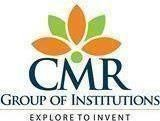 CMR
GROUP OF INSTITUTIONS
EXPLORE TO INVENT